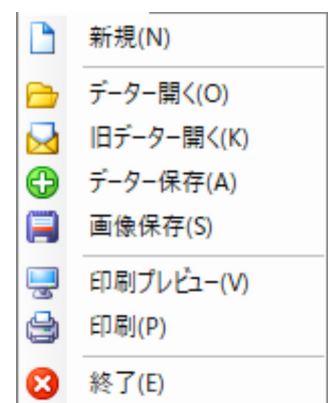 新規(N)
データー開く(O)
旧データー開く(K)
データー保存(A)
画像保存(S)
印刷プレビュー(V)
印刷(P)
終了(E)